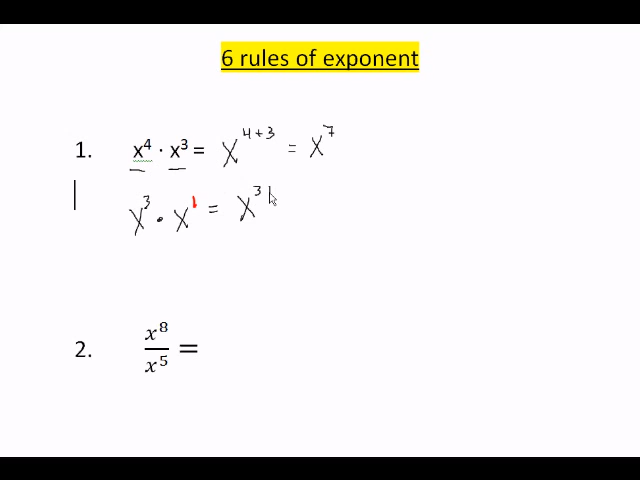 6 rules of exponent
1. x⁴ · x³ = x⁴⁺³ = x⁷
x³ · x¹ = x³
2. x⁸/x⁵ =